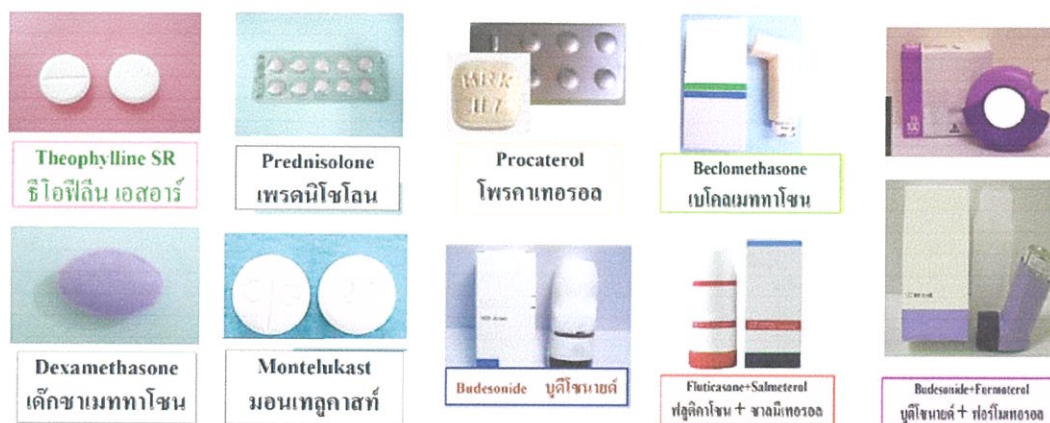 MRK
117
Theophylline SR
ธีโอฟีลีน เอสอาร์
Prednisolone
เพรดนิโซโลน
Procaterol
โพรคาเทอรอล
Beclomethasone
เบโคลเมททาโซน
100
Dexamethasone
เด็กซาเมททาโซน
Montelukast
มอนเทลูคาสท์
Budesonide บูดีโซนายด์
Fluticasone+Salmeterol
ฟลูติคาโซน + ซาลมีเทอรอล
Budesonide+Formoterol
บูดีโซนายด์ + ฟอร์โมเทอรอล